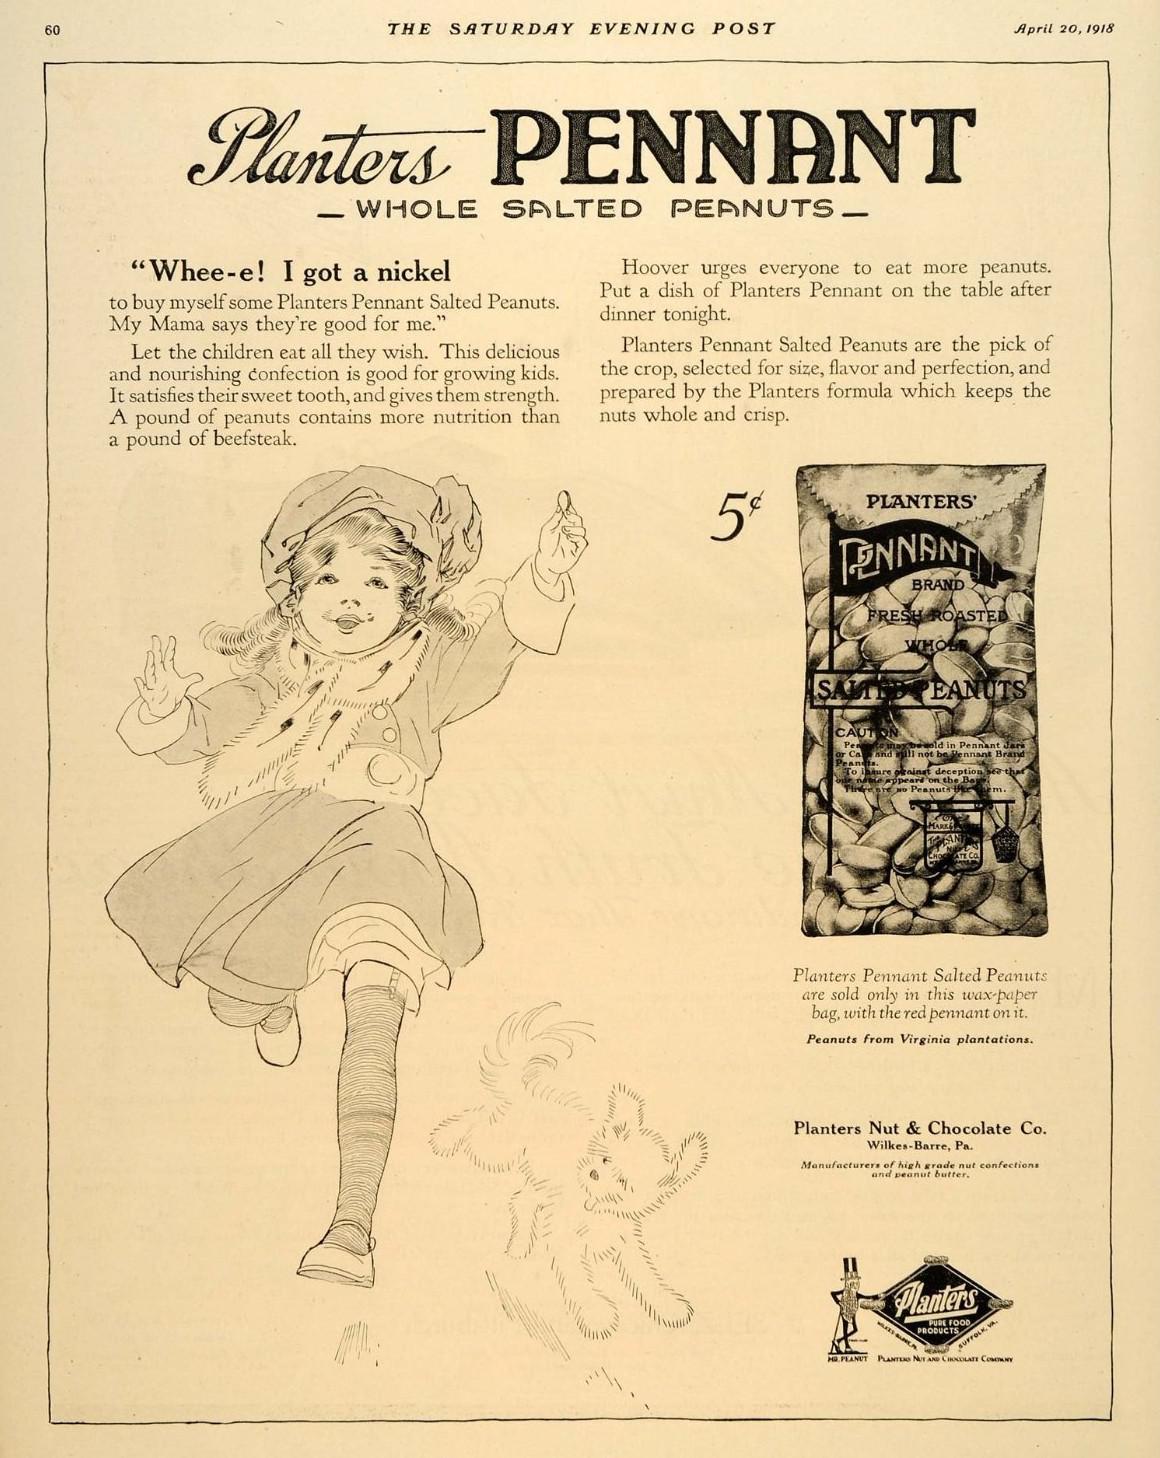 60
THE SATURDAY EVENING POST
April 20, 1918
Planters PENNANT
— WHOLE SALTED PEANUTS —
"Whee-e! I got a nickel
to buy myself some Planters Pennant Salted Peanuts.
My Mama says they're good for me."
Let the children eat all they wish. This delicious
and nourishing confection is good for growing kids.
It satisfies their sweet tooth, and gives them strength.
A pound of peanuts contains more nutrition than
a pound of beefsteak.
Hoover urges everyone to eat more peanuts.
Put a dish of Planters Pennant on the table after
dinner tonight.
Planters Pennant Salted Peanuts are the pick of
the crop, selected for size, flavor and perfection, and
prepared by the Planters formula which keeps the
nuts whole and crisp.
5¢
PLANTERS'
PENNANT
BRAND
FRESH ROASTED
WHOLE
SALTED PEANUTS
CAUTION
Peanuts may be sold in Pennant Jars
or Cans and still not be Pennant Brand
Peanuts.
To insure against deception see that
our name appears on the Bags.
There are no Peanuts like them.
PLANTERS
NUT &
CHOCOLATE CO.
Planters Pennant Salted Peanuts
are sold only in this wax-paper
bag, with the red pennant on it.
Peanuts from Virginia plantations.
Planters Nut & Chocolate Co.
Wilkes-Barre, Pa.
Manufacturers of high grade nut confections
and peanut butter.
Planters
PURE FOOD
PRODUCTS
WILKES-BARRE, PA.
SUFFOLK, VA.
MR. PEANUT
PLANTERS NUT AND CHOCOLATE COMPANY